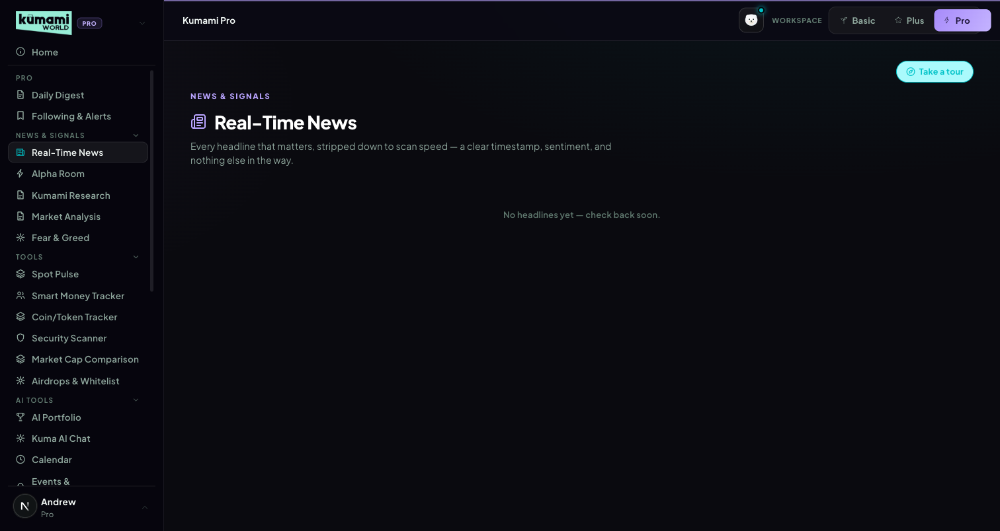 kumami
WORLD
PRO
Home
PRO
Daily Digest
Following & Alerts
NEWS & SIGNALS
Real-Time News
Alpha Room
Kumami Research
Market Analysis
Fear & Greed
TOOLS
Spot Pulse
Smart Money Tracker
Coin/Token Tracker
Security Scanner
Market Cap Comparison
Airdrops & Whitelist
AI TOOLS
AI Portfolio
Kuma AI Chat
Calendar
Events &
N
Andrew
Pro
Kumami Pro
WORKSPACE
Basic
Plus
Pro
Take a tour
NEWS & SIGNALS
Real-Time News
Every headline that matters, stripped down to scan speed — a clear timestamp, sentiment, and
nothing else in the way.
No headlines yet — check back soon.